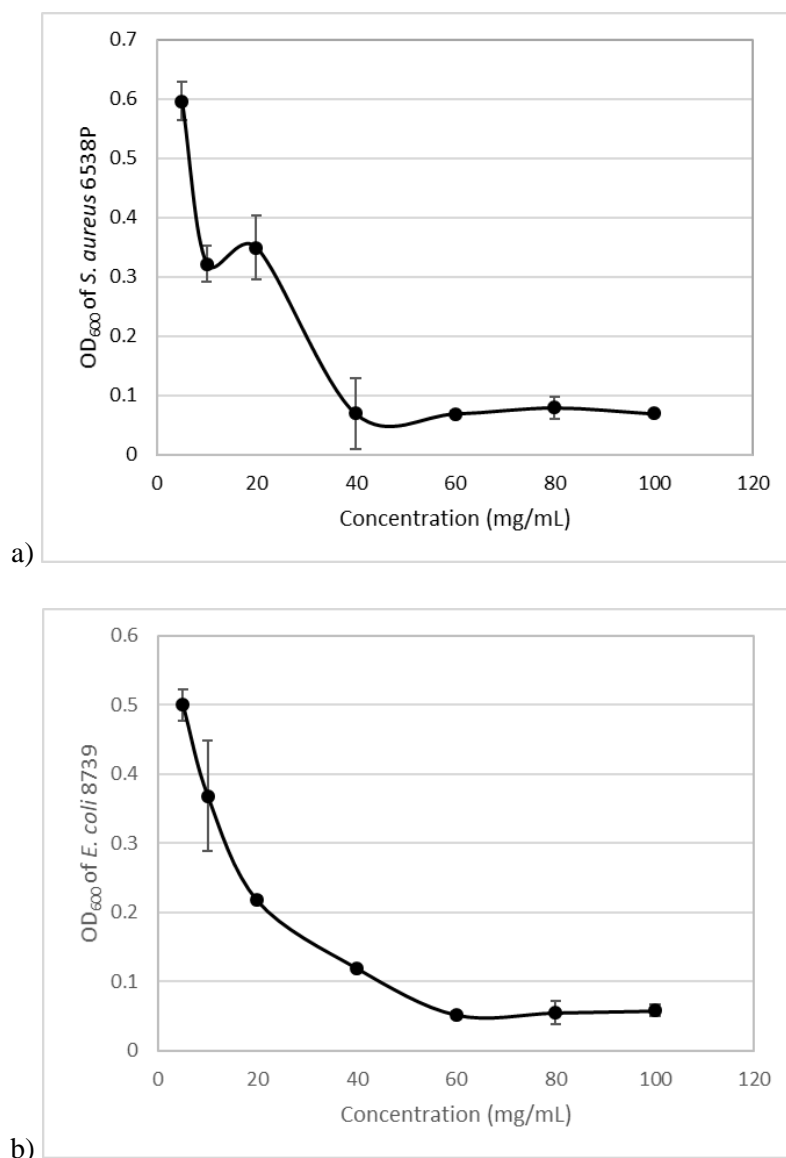 0.7
0.6
0.5
0.4
0.3
0.2
0.1
0
0 20 40 60 80 100 120
OD600 of S. aureus 6538P
Concentration (mg/mL)
a)
0.6
0.5
0.4
0.3
0.2
0.1
0
0 20 40 60 80 100 120
OD600 of E. coli 8739
Concentration (mg/mL)
b)